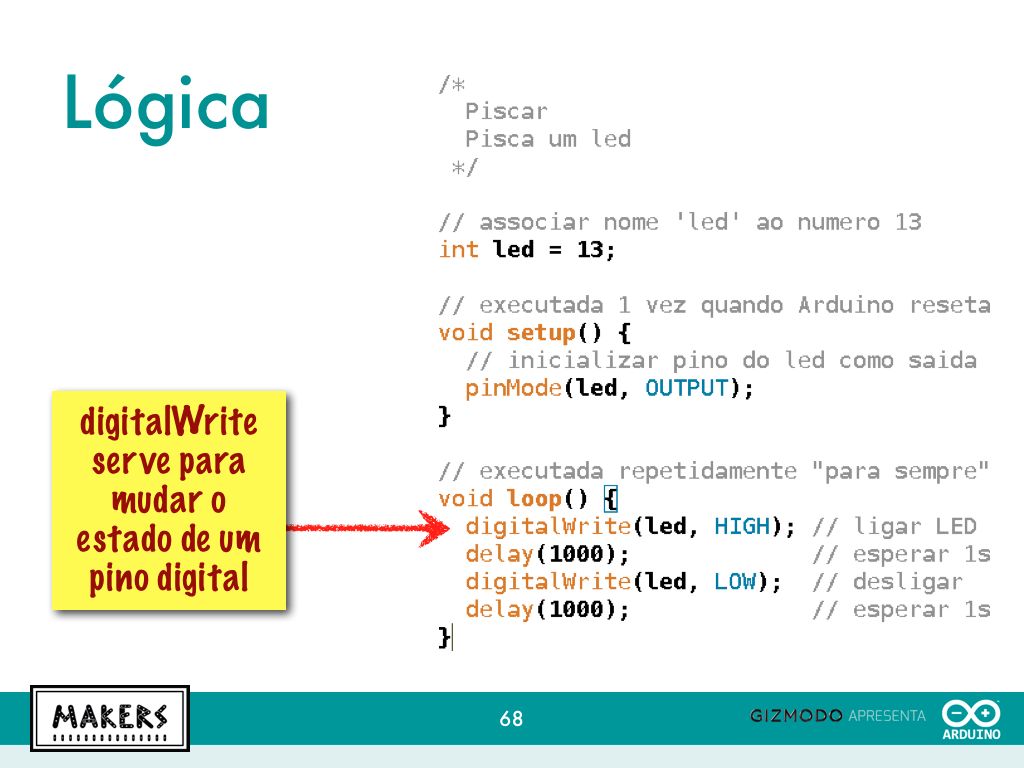 Lógica
/*
  Piscar
  Pisca um led
 */
// associar nome 'led' ao numero 13
int led = 13;
// executada 1 vez quando Arduino reseta
void setup() {
  // inicializar pino do led como saida
  pinMode(led, OUTPUT);
}
// executada repetidamente "para sempre"
void loop() {
  digitalWrite(led, HIGH); // ligar LED
  delay(1000);             // esperar 1s
  digitalWrite(led, LOW);  // desligar
  delay(1000);             // esperar 1s
}
digitalWrite
serve para
mudar o
estado de um
pino digital
MAKERS
68
GIZMODO APRESENTA
ARDUINO